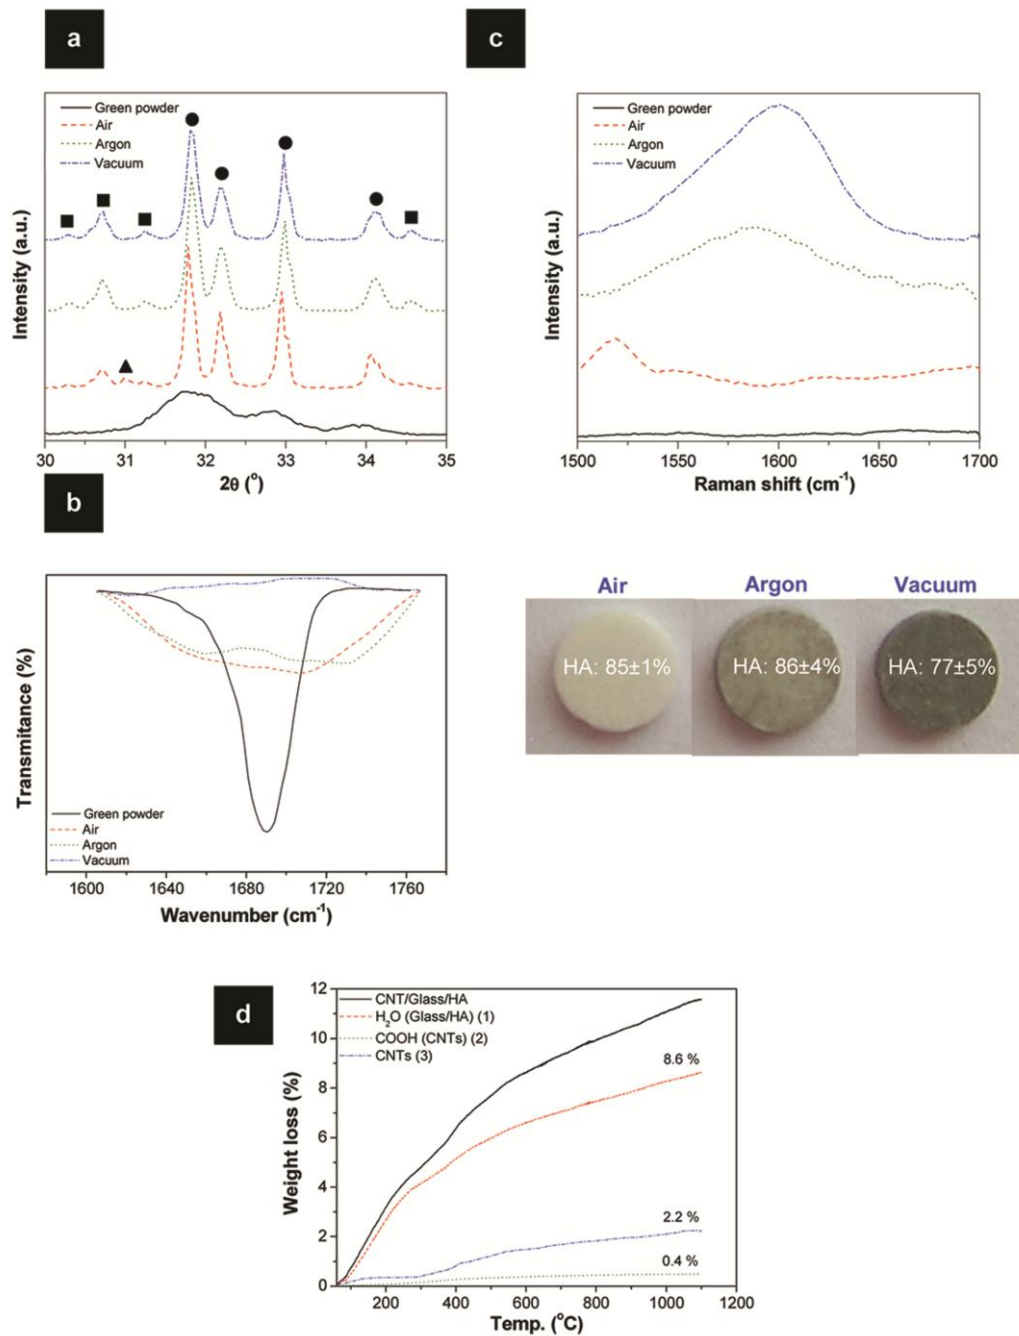 a
Green powder
Air
Argon
Vacuum
Intensity (a.u.)
30 31 32 33 34 35
2θ (°)
c
Green powder
Air
Argon
Vacuum
Intensity (a.u.)
1500 1550 1600 1650 1700
Raman shift (cm⁻¹)
b
Transmitance (%)
Green powder
Air
Argon
Vacuum
1600 1640 1680 1720 1760
Wavenumber (cm⁻¹)
Air Argon Vacuum
HA: 85±1% HA: 86±4% HA: 77±5%
d
Weight loss (%)
12
10
8
6
4
2
0
CNT/Glass/HA
H₂O (Glass/HA) (1)
COOH (CNTs) (2)
CNTs (3)
8.6 %
2.2 %
0.4 %
200 400 600 800 1000 1200
Temp. (°C)